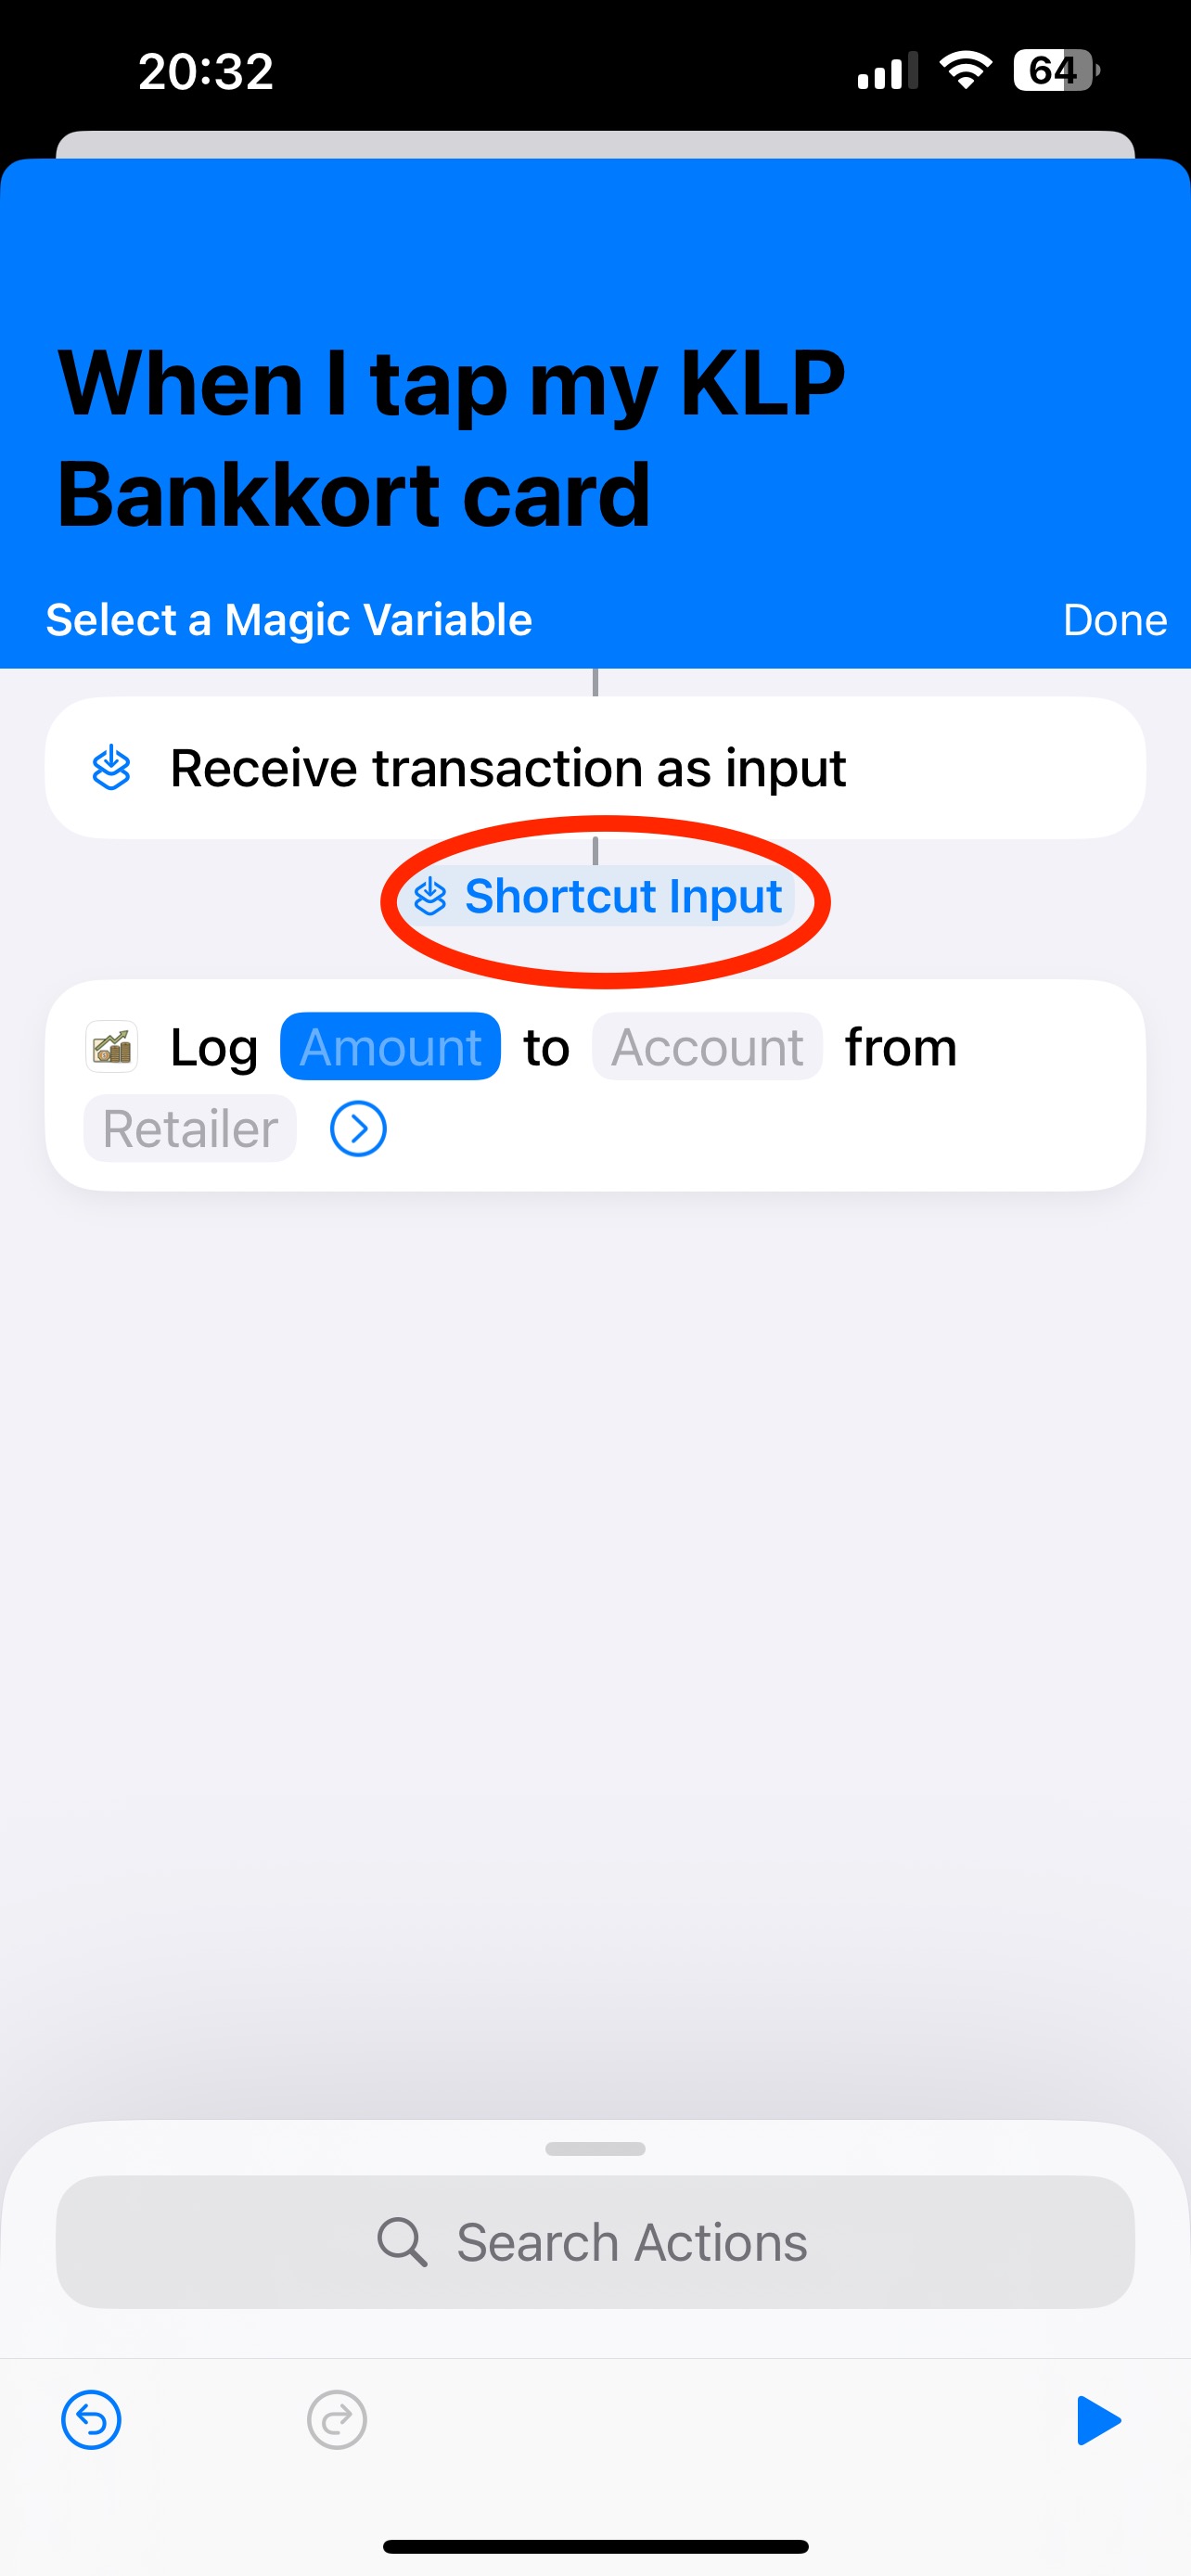 20:32
64
When I tap my KLP
Bankkort card
Select a Magic Variable
Done
Receive transaction as input
Shortcut Input
Log Amount to Account from
Retailer
Search Actions